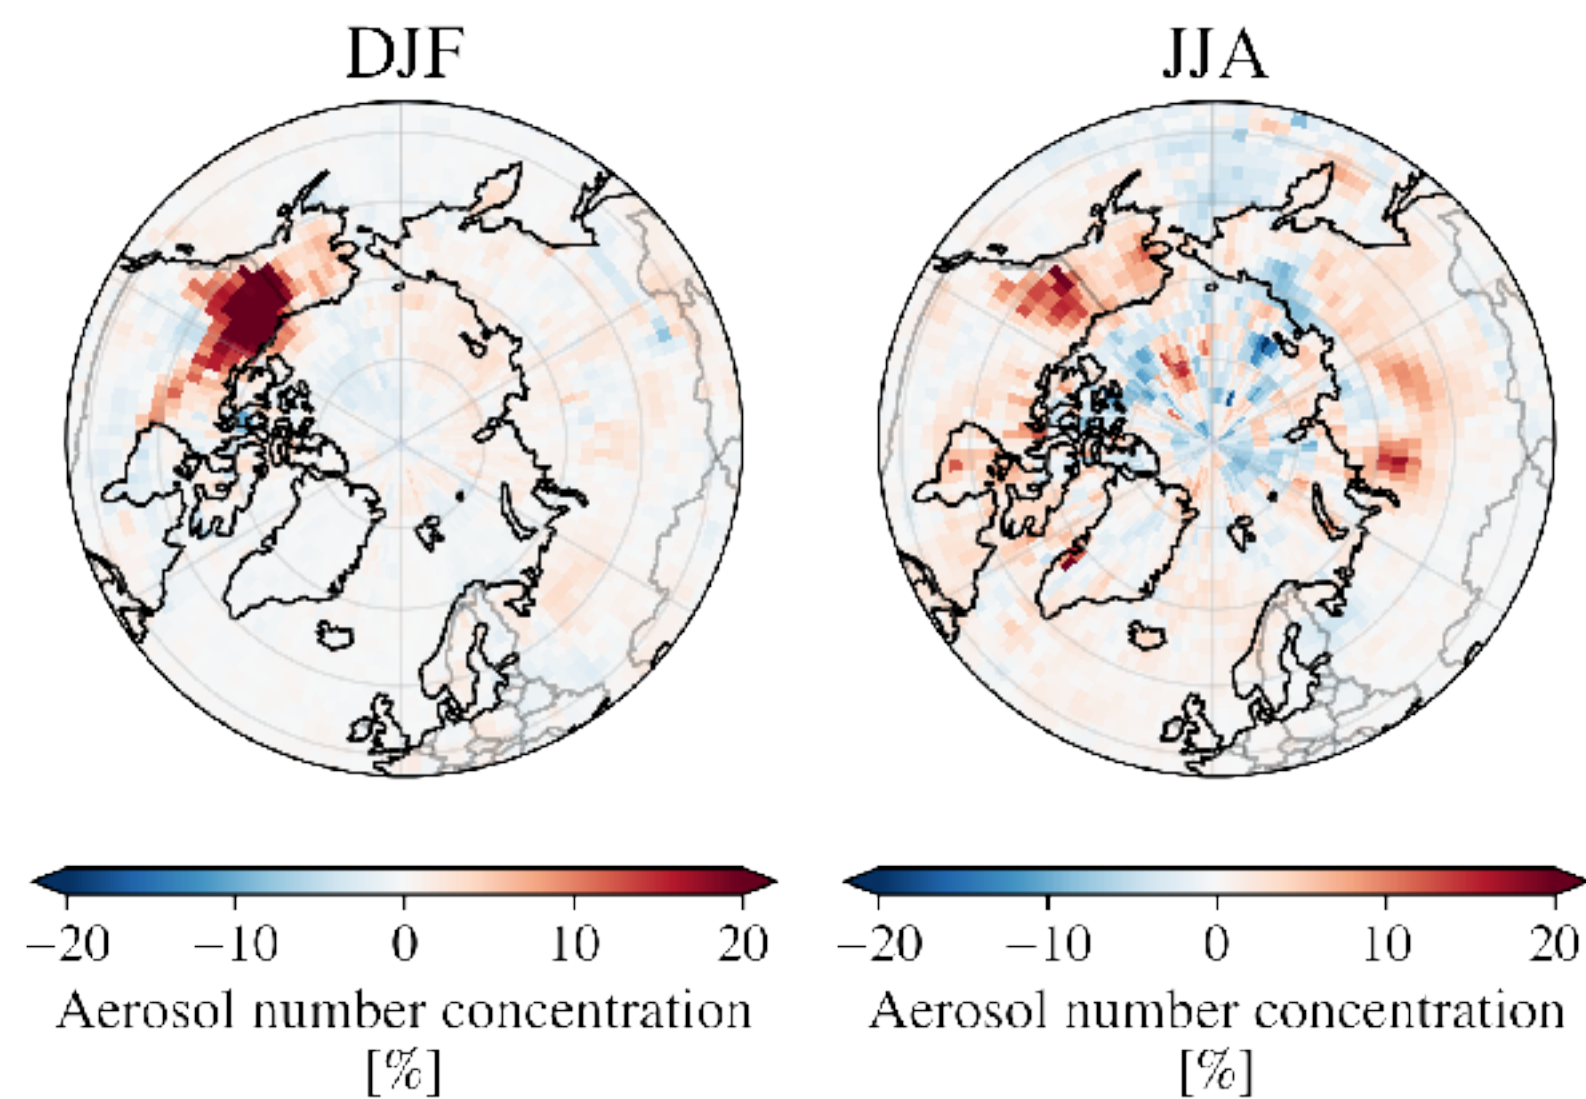 DJF JJA
−20 −10 0 10 20 −20 −10 0 10 20
Aerosol number concentration Aerosol number concentration
[%] [%]